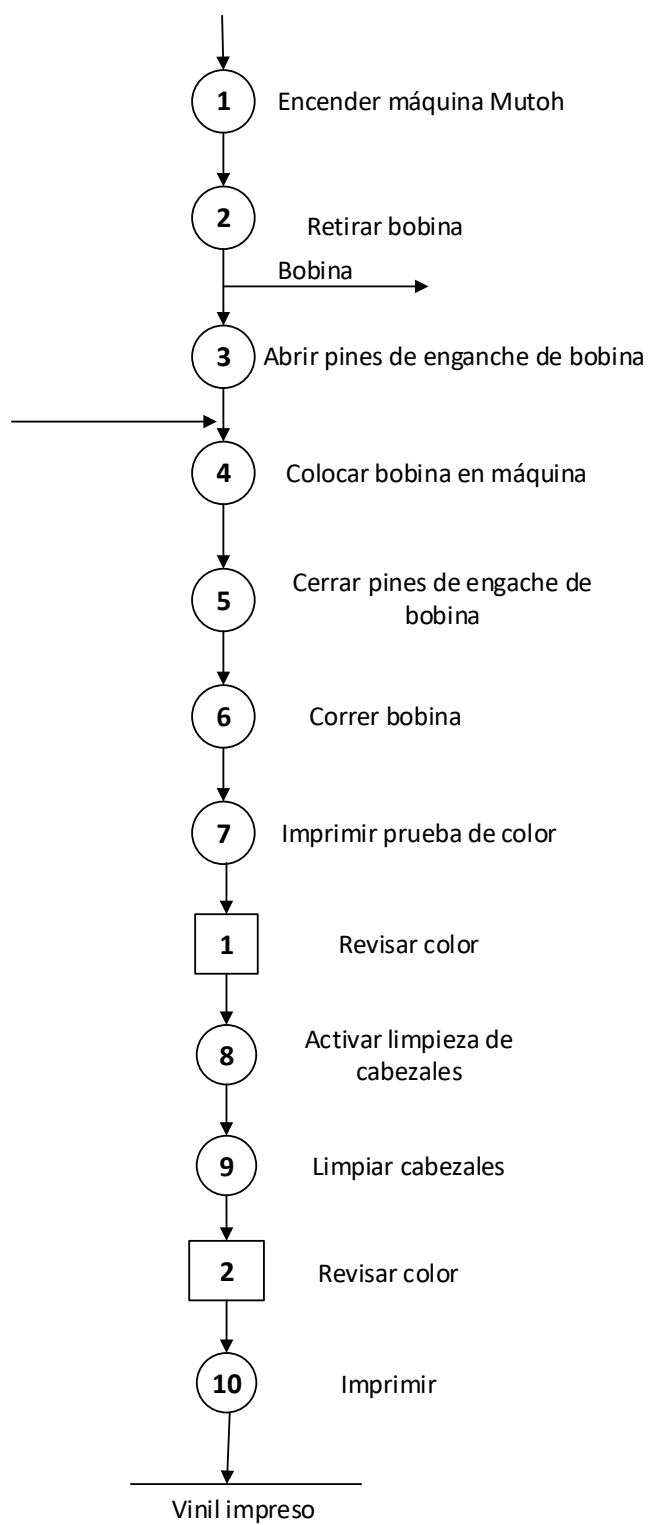 1 Encender máquina Mutoh
2 Retirar bobina
Bobina
3 Abrir pines de enganche de bobina
4 Colocar bobina en máquina
5 Cerrar pines de engache de
bobina
6 Correr bobina
7 Imprimir prueba de color
1 Revisar color
8 Activar limpieza de
cabezales
9 Limpiar cabezales
2 Revisar color
10 Imprimir
Vinil impreso